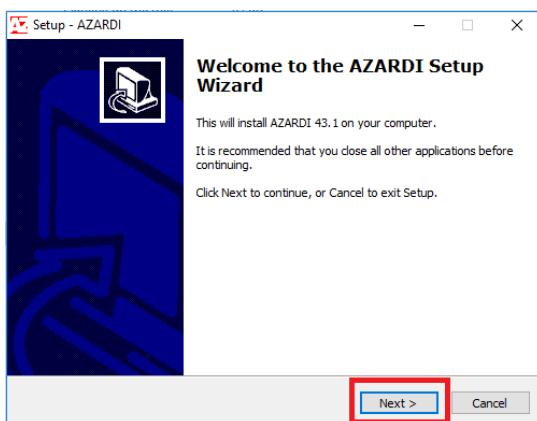 Setup - AZARDI
Welcome to the AZARDI Setup
Wizard
This will install AZARDI 43.1 on your computer.
It is recommended that you close all other applications before
continuing.
Click Next to continue, or Cancel to exit Setup.
Next >
Cancel